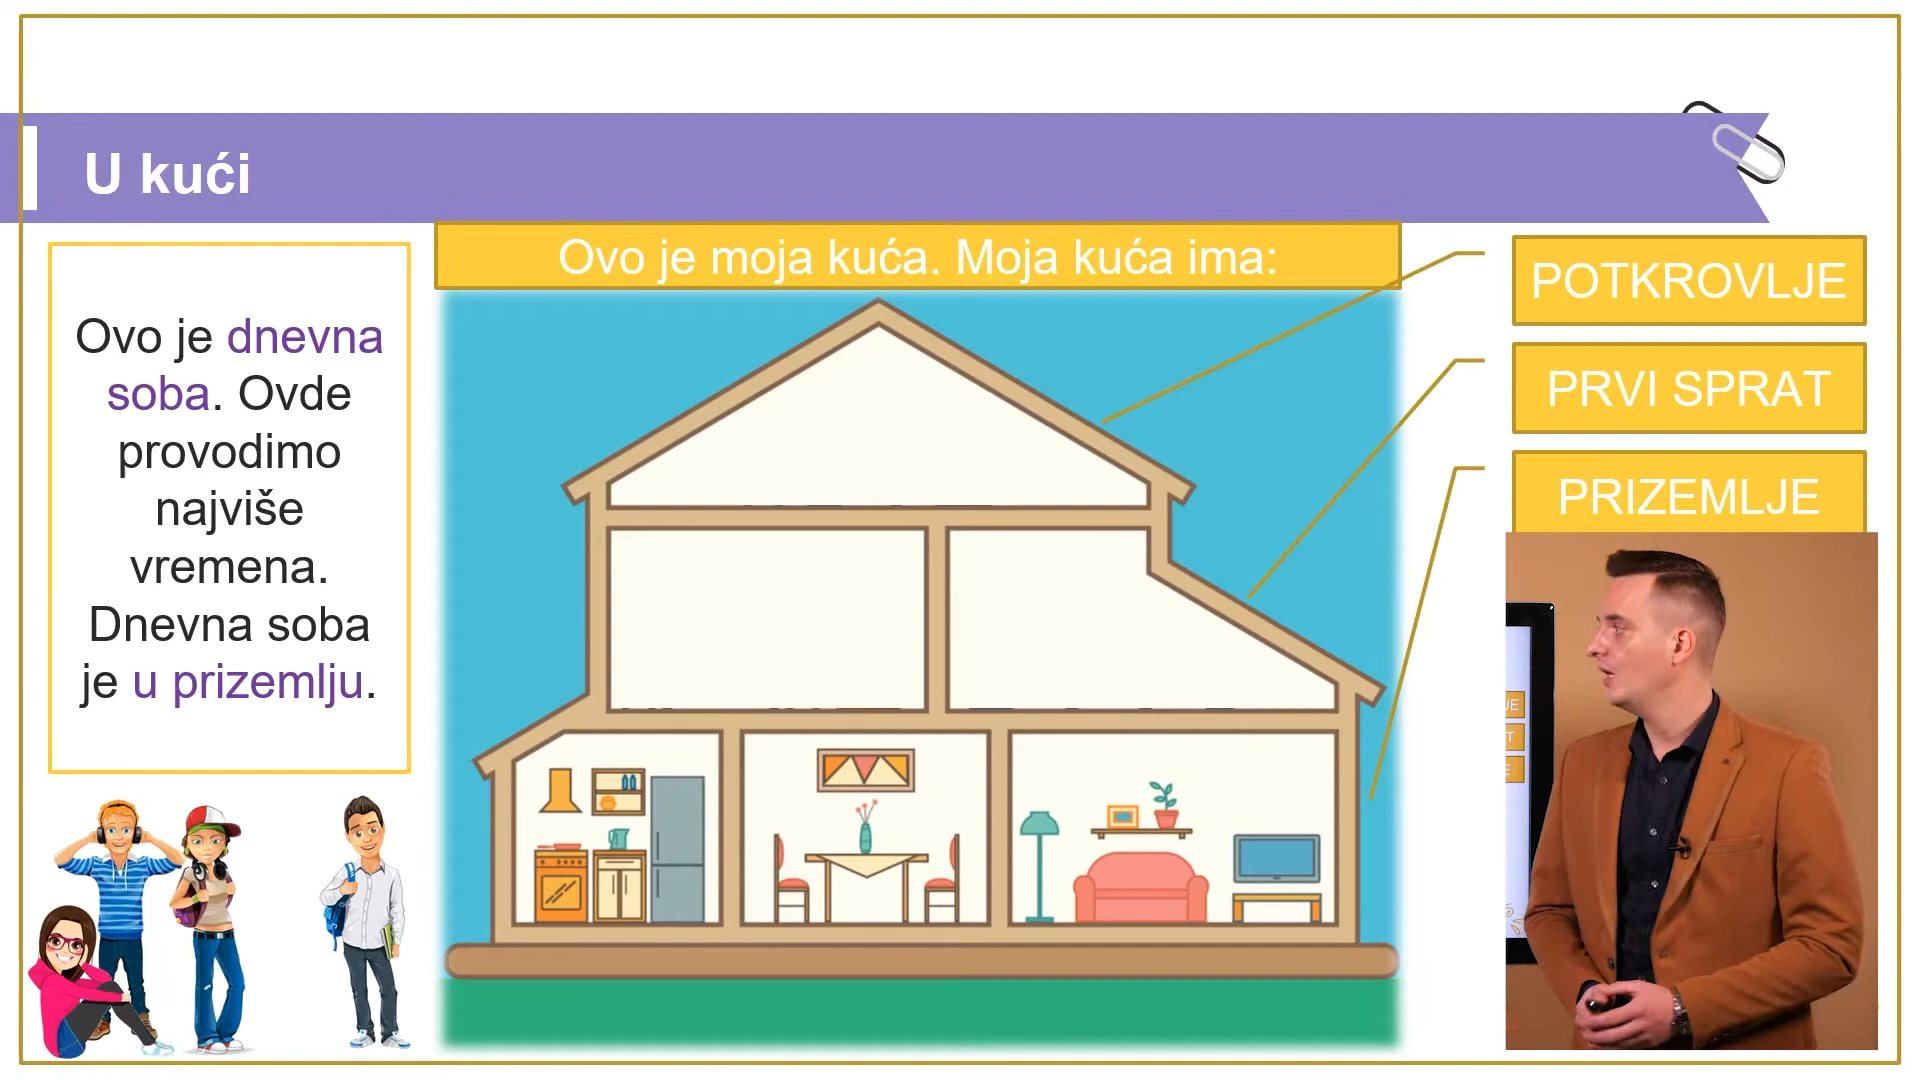 U kući
Ovo je moja kuća. Moja kuća ima:
Ovo je dnevna
soba. Ovde
provodimo
najviše
vremena.
Dnevna soba
je u prizemlju.
POTKROVLJE
PRVI SPRAT
PRIZEMLJE
JE
T
E